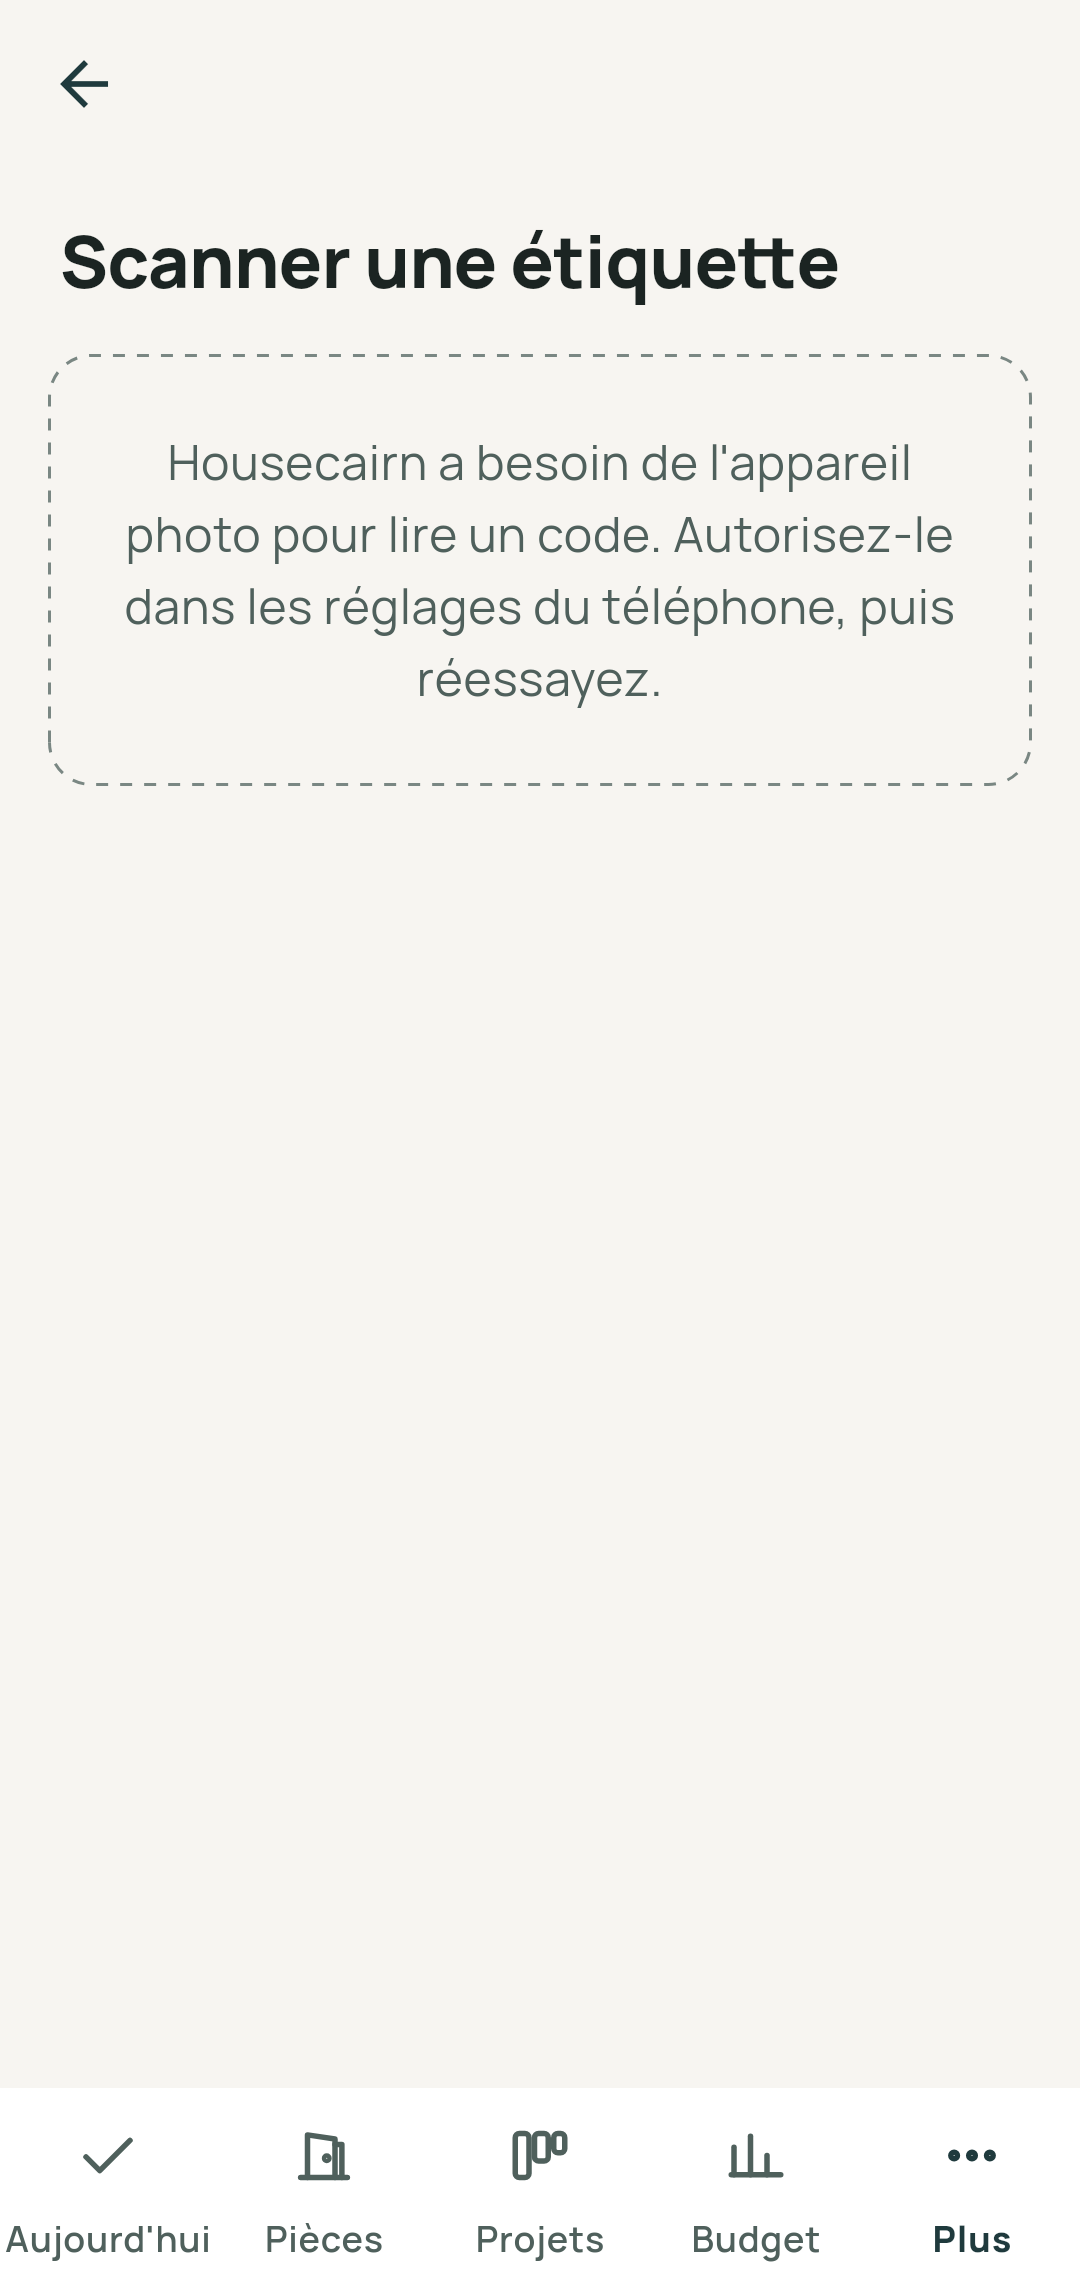 Scanner une étiquette
Housecairn a besoin de l'appareil
photo pour lire un code. Autorisez-le
dans les réglages du téléphone, puis
réessayez.
Aujourd'hui
Pièces
Projets
Budget
Plus